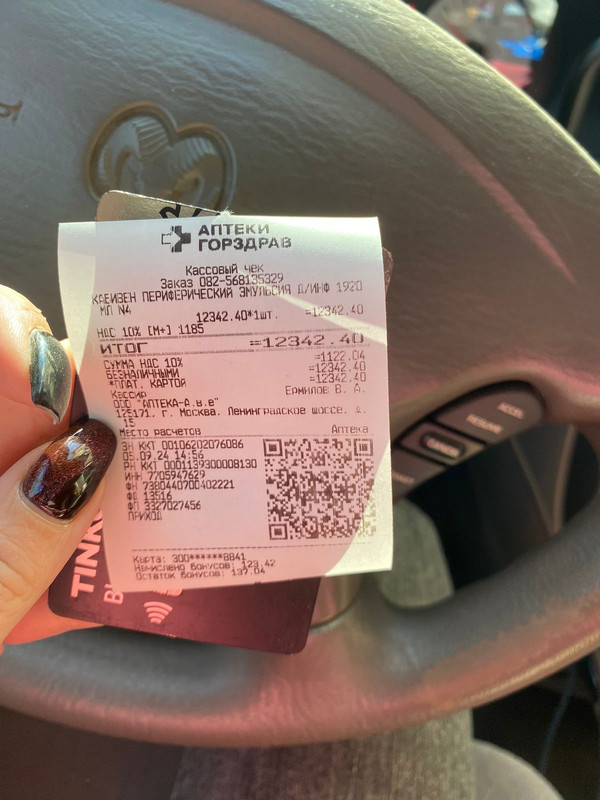 АПТЕКИ
ГОРЗДРАВ
Кассовый чек
Заказ 082-568135329
КАБИВЕН ПЕРИФЕРИЧЕСКИЙ ЭМУЛЬСИЯ Д/ИНФ 1920
МЛ N4
12342.40*1шт. =12342.40
НДС 10% [М+] 1185
ИТОГ =12342.40
СУММА НДС 10% =1122.04
БЕЗНАЛИЧНЫМИ =12342.40
*ПЛАТ. КАРТОЙ =12342.40
Кассир Ермилов В. А.
ООО "АПТЕКА-А.в.е"
125171, г. Москва, Ленинградское шоссе, д.
15
МЕСТО РАСЧЕТОВ Аптека
ЗН ККТ 00106202076086
05.09.24 14:56
РН ККТ 0001139300008130
ИНН 7705947629
ФН 7380440700402221
ФД 13516
ФП 3327027456
ПРИХОД
Карта: 300******8841
Начислено бонусов: 123.42
Остаток бонусов: 137.04
TINK
B
ACCEL
RESUME
CANCEL